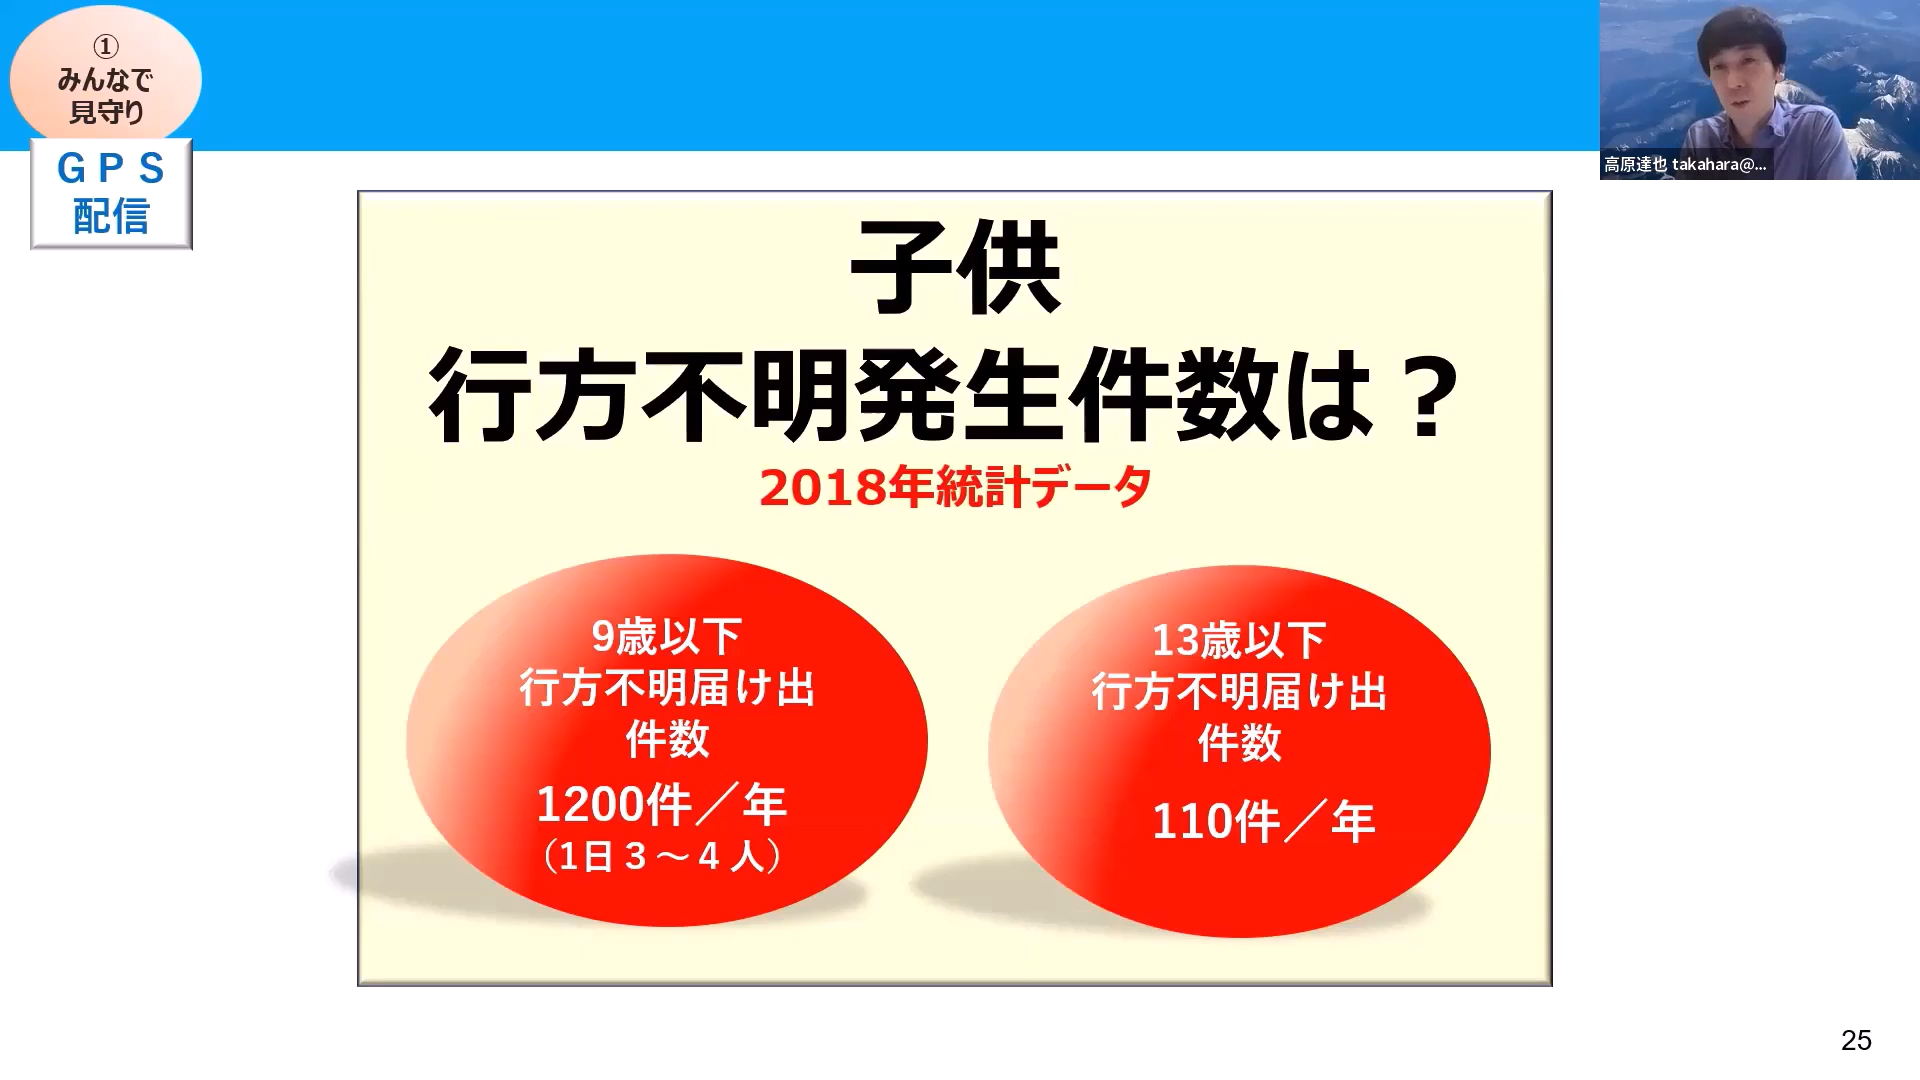 ①
みんなで
見守り
ＧＰＳ
配信
高原達也 takahara@...
子供
行方不明発生件数は？
2018年統計データ
9歳以下
行方不明届け出
件数
1200件／年
（1日３～４人）
13歳以下
行方不明届け出
件数
110件／年
25